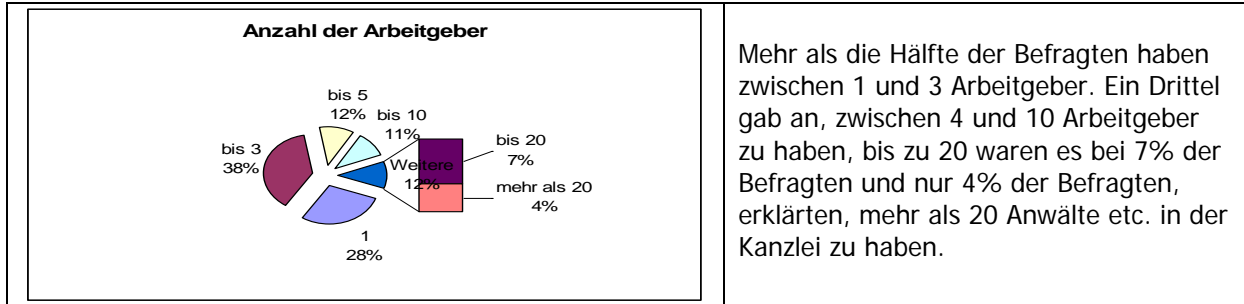 Anzahl der Arbeitgeber
bis 5
12%
bis 10
11%
bis 3
38%
Weitere
12%
bis 20
7%
mehr als 20
4%
1
28%
Mehr als die Hälfte der Befragten haben
zwischen 1 und 3 Arbeitgeber. Ein Drittel
gab an, zwischen 4 und 10 Arbeitgeber
zu haben, bis zu 20 waren es bei 7% der
Befragten und nur 4% der Befragten,
erklärten, mehr als 20 Anwälte etc. in der
Kanzlei zu haben.